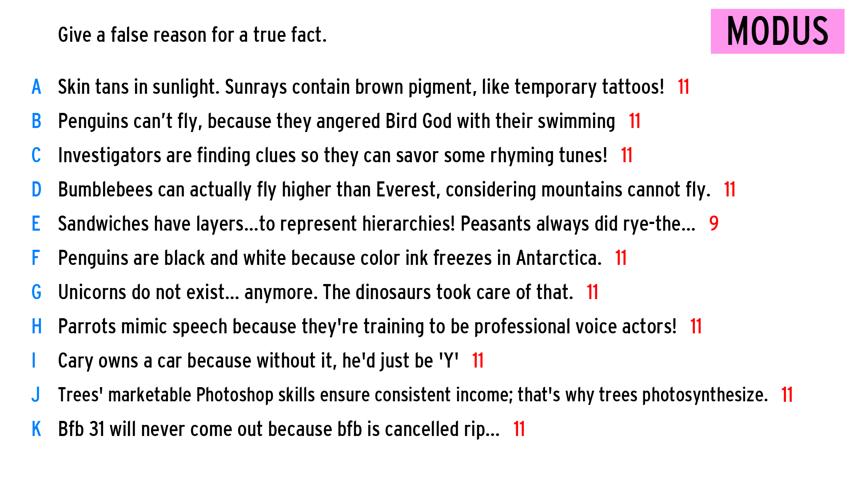 Give a false reason for a true fact.
MODUS
A Skin tans in sunlight. Sunrays contain brown pigment, like temporary tattoos! 11
B Penguins can't fly, because they angered Bird God with their swimming 11
C Investigators are finding clues so they can savor some rhyming tunes! 11
D Bumblebees can actually fly higher than Everest, considering mountains cannot fly. 11
E Sandwiches have layers...to represent hierarchies! Peasants always did rye-the... 9
F Penguins are black and white because color ink freezes in Antarctica. 11
G Unicorns do not exist... anymore. The dinosaurs took care of that. 11
H Parrots mimic speech because they're training to be professional voice actors! 11
I Cary owns a car because without it, he'd just be 'Y' 11
J Trees' marketable Photoshop skills ensure consistent income; that's why trees photosynthesize. 11
K Bfb 31 will never come out because bfb is cancelled rip... 11